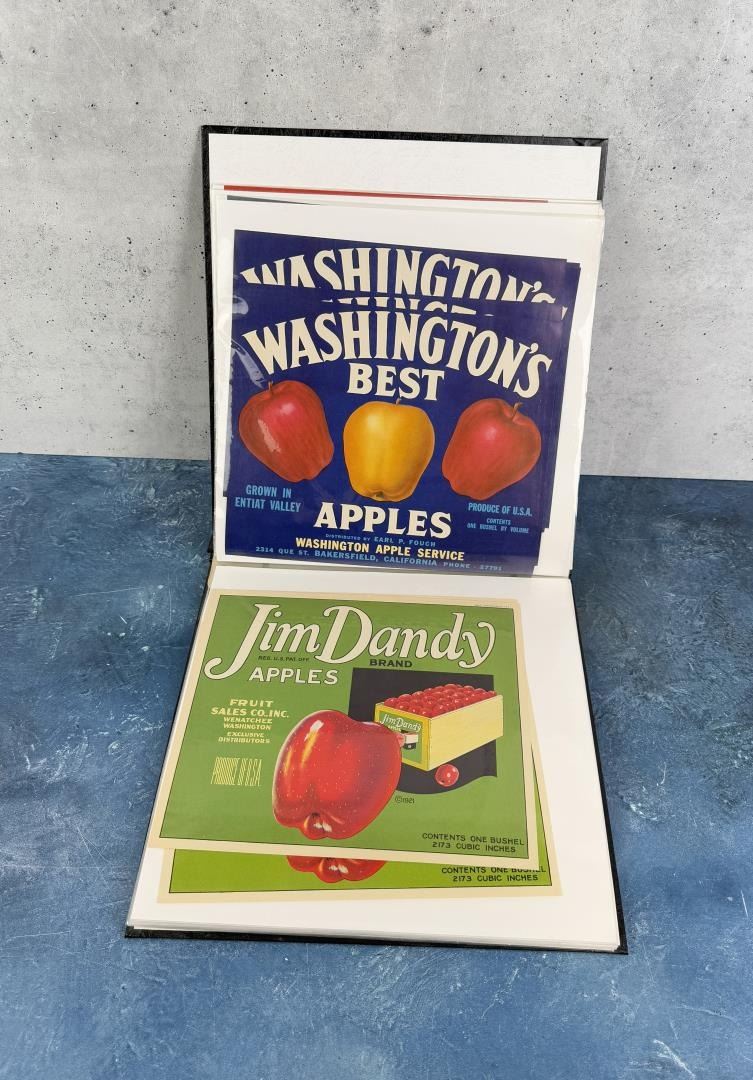 WASHINGTON'S
WASHINGTON'S
BEST
GROWN IN
ENTIAT VALLEY
PRODUCE OF U.S.A.
CONTENTS
ONE BUSHEL BY VOLUME
APPLES
DISTRIBUTED BY EARL P. FOUCH
WASHINGTON APPLE SERVICE
2314 QUE ST. BAKERSFIELD, CALIFORNIA PHONE - 27791
Jim Dandy
REG. U.S. PAT. OFF.
BRAND
APPLES
FRUIT
SALES CO., INC.
WENATCHEE
WASHINGTON
EXCLUSIVE
DISTRIBUTORS
PRODUCE OF U.S.A.
Jim Dandy
©1921
CONTENTS ONE BUSHEL
2173 CUBIC INCHES
CONTENTS ONE BUSHEL
2173 CUBIC INCHES